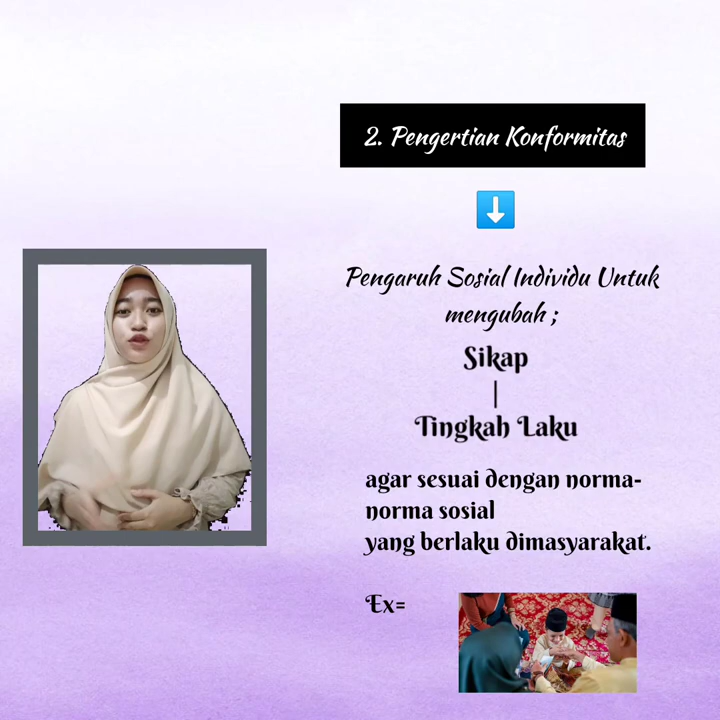 2. Pengertian Konformitas
Pengaruh Sosial Individu Untuk
mengubah ;
Sikap
|
Tingkah Laku
agar sesuai dengan norma-
norma sosial
yang berlaku dimasyarakat.
Ex=